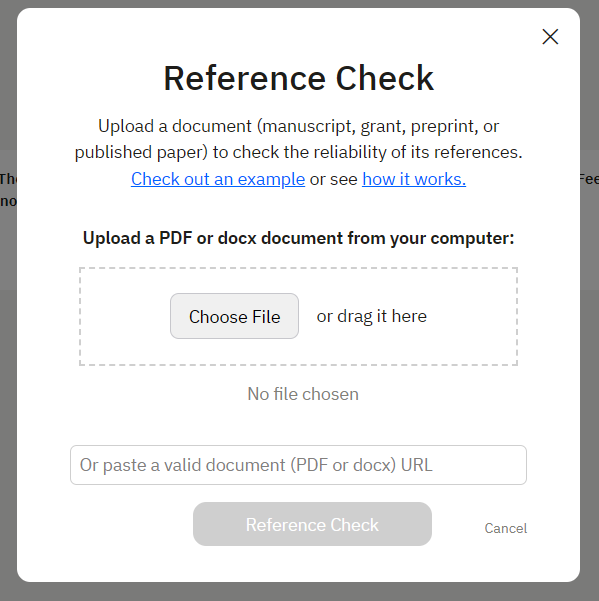 Reference Check
Upload a document (manuscript, grant, preprint, or
published paper) to check the reliability of its references.
Check out an example or see how it works.
Upload a PDF or docx document from your computer:
Choose File or drag it here
No file chosen
Or paste a valid document (PDF or docx) URL
Reference Check
Cancel